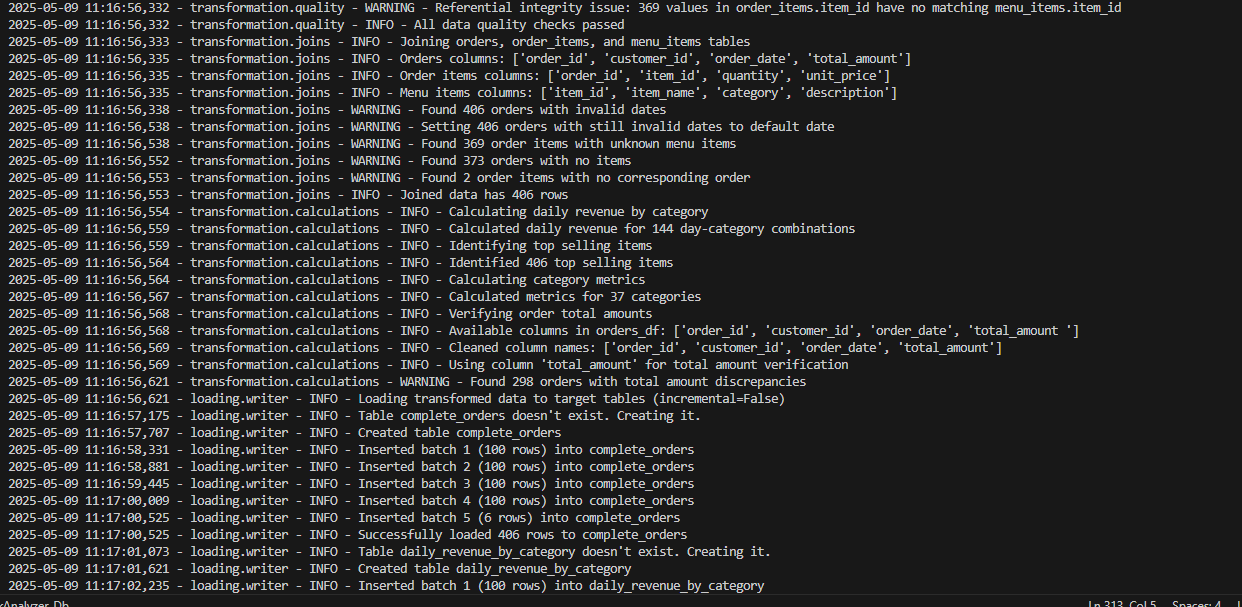 2025-05-09 11:16:56,332 - transformation.quality - WARNING - Referential integrity issue: 369 values in order_items.item_id have no matching menu_items.item_id
2025-05-09 11:16:56,332 - transformation.quality - INFO - All data quality checks passed
2025-05-09 11:16:56,333 - transformation.joins - INFO - Joining orders, order_items, and menu_items tables
2025-05-09 11:16:56,335 - transformation.joins - INFO - Orders columns: ['order_id', 'customer_id', 'order_date', 'total_amount']
2025-05-09 11:16:56,335 - transformation.joins - INFO - Order items columns: ['order_id', 'item_id', 'quantity', 'unit_price']
2025-05-09 11:16:56,335 - transformation.joins - INFO - Menu items columns: ['item_id', 'item_name', 'category', 'description']
2025-05-09 11:16:56,338 - transformation.joins - WARNING - Found 406 orders with invalid dates
2025-05-09 11:16:56,538 - transformation.joins - WARNING - Setting 406 orders with still invalid dates to default date
2025-05-09 11:16:56,538 - transformation.joins - WARNING - Found 369 order items with unknown menu items
2025-05-09 11:16:56,552 - transformation.joins - WARNING - Found 373 orders with no items
2025-05-09 11:16:56,553 - transformation.joins - WARNING - Found 2 order items with no corresponding order
2025-05-09 11:16:56,553 - transformation.joins - INFO - Joined data has 406 rows
2025-05-09 11:16:56,554 - transformation.calculations - INFO - Calculating daily revenue by category
2025-05-09 11:16:56,559 - transformation.calculations - INFO - Calculated daily revenue for 144 day-category combinations
2025-05-09 11:16:56,559 - transformation.calculations - INFO - Identifying top selling items
2025-05-09 11:16:56,564 - transformation.calculations - INFO - Identified 406 top selling items
2025-05-09 11:16:56,564 - transformation.calculations - INFO - Calculating category metrics
2025-05-09 11:16:56,567 - transformation.calculations - INFO - Calculated metrics for 37 categories
2025-05-09 11:16:56,568 - transformation.calculations - INFO - Verifying order total amounts
2025-05-09 11:16:56,568 - transformation.calculations - INFO - Available columns in orders_df: ['order_id', 'customer_id', 'order_date', 'total_amount ']
2025-05-09 11:16:56,569 - transformation.calculations - INFO - Cleaned column names: ['order_id', 'customer_id', 'order_date', 'total_amount']
2025-05-09 11:16:56,569 - transformation.calculations - INFO - Using column 'total_amount' for total amount verification
2025-05-09 11:16:56,621 - transformation.calculations - WARNING - Found 298 orders with total amount discrepancies
2025-05-09 11:16:56,621 - loading.writer - INFO - Loading transformed data to target tables (incremental=False)
2025-05-09 11:16:57,175 - loading.writer - INFO - Table complete_orders doesn't exist. Creating it.
2025-05-09 11:16:57,707 - loading.writer - INFO - Created table complete_orders
2025-05-09 11:16:58,331 - loading.writer - INFO - Inserted batch 1 (100 rows) into complete_orders
2025-05-09 11:16:58,881 - loading.writer - INFO - Inserted batch 2 (100 rows) into complete_orders
2025-05-09 11:16:59,445 - loading.writer - INFO - Inserted batch 3 (100 rows) into complete_orders
2025-05-09 11:17:00,009 - loading.writer - INFO - Inserted batch 4 (100 rows) into complete_orders
2025-05-09 11:17:00,525 - loading.writer - INFO - Inserted batch 5 (6 rows) into complete_orders
2025-05-09 11:17:00,525 - loading.writer - INFO - Successfully loaded 406 rows to complete_orders
2025-05-09 11:17:01,073 - loading.writer - INFO - Table daily_revenue_by_category doesn't exist. Creating it.
2025-05-09 11:17:01,621 - loading.writer - INFO - Created table daily_revenue_by_category
2025-05-09 11:17:02,235 - loading.writer - INFO - Inserted batch 1 (100 rows) into daily_revenue_by_category
Ln 313, Col 5 Spaces: 4